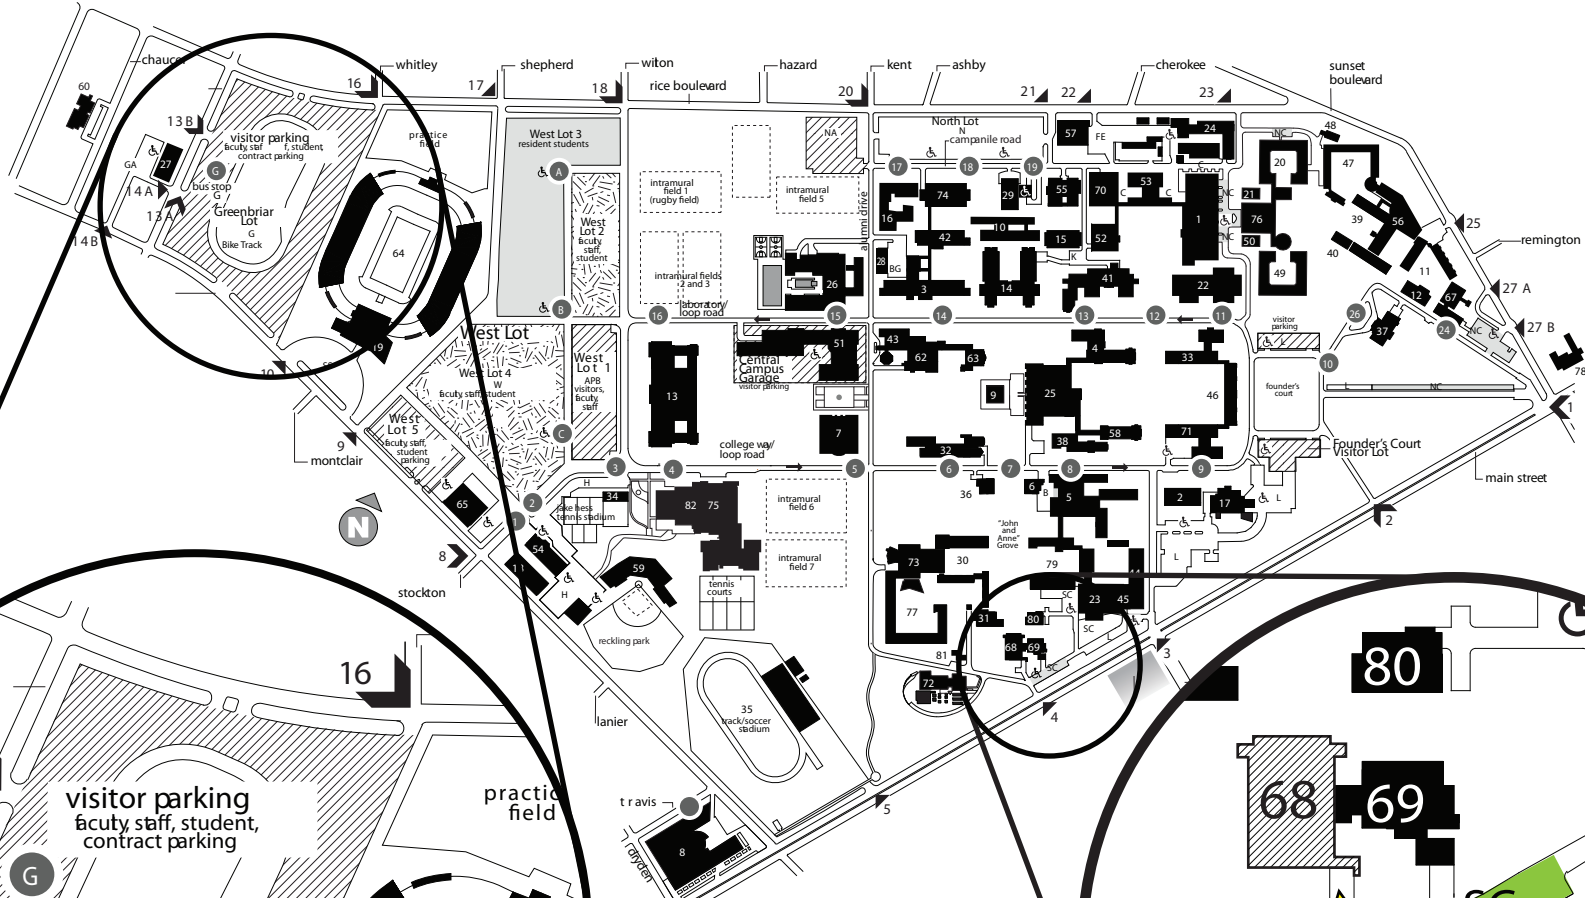 whitley
shepherd
wilton
hazard
kent
ashby
cherokee
sunset
boulevard
chaucer
rice boulevard
60
16
17
18
20
21
22
23
13 B
visitor parking
faculty, staff, student,
contract parking
practice
field
West Lot 3
resident students
NA
North Lot
N
campanile road
57
FE
24
NC
48
GA
27
G
bus stop
G
14 A
13 A
14B
Greenbriar
Lot
G
Bike Track
A
17
18
19
20
47
intramural
field 1
(rugby field)
intramural
field 5
74
29
55
70
53
C
C
C
NC
21
16
10
1
76
39
56
25
64
West
Lot 2
faculty,
staff,
student
alumni drive
42
15
52
NC
50
remington
40
K
28
BG
49
11
intramural fields
2 and 3
26
3
14
41
22
12
67
27 A
B
laboratory/
loop road
16
15
14
13
12
11
26
24
37
NC
27 B
19
West Lot
West Lot 4
W
faculty, staff, student
West
Lot 1
APB
visitors,
faculty,
staff
51
Central
Campus
Garage
visitor parking
43
62
63
4
33
visitor
parking
L
10
78
10
13
9
25
46
founder's
court
L
NC
1
West
Lot 5
faculty, staff,
student
parking
C
7
38
58
71
32
college way/
loop road
Founder's Court
Visitor Lot
9
montclair
3
4
5
6
7
8
9
main street
H
34
65
2
1
jake hess
tennis stadium
82
75
intramural
field 6
36
6
B
5
2
17
L
N
"John
and
Anne"
Grove
2
8
54
59
intramural
field 7
73
30
79
L
stockton
H
tennis
courts
77
SC
23
45
31
80
SC
reckling park
68
69
81
SC
3
72
4
lanier
35
track/soccer
stadium
16
80
practic
field
visitor parking
faculty, staff, student,
contract parking
travis
5
68
69
8
dryden
G